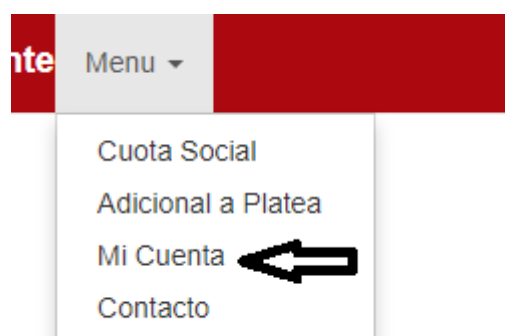 nte Menu
Cuota Social
Adicional a Platea
Mi Cuenta
Contacto